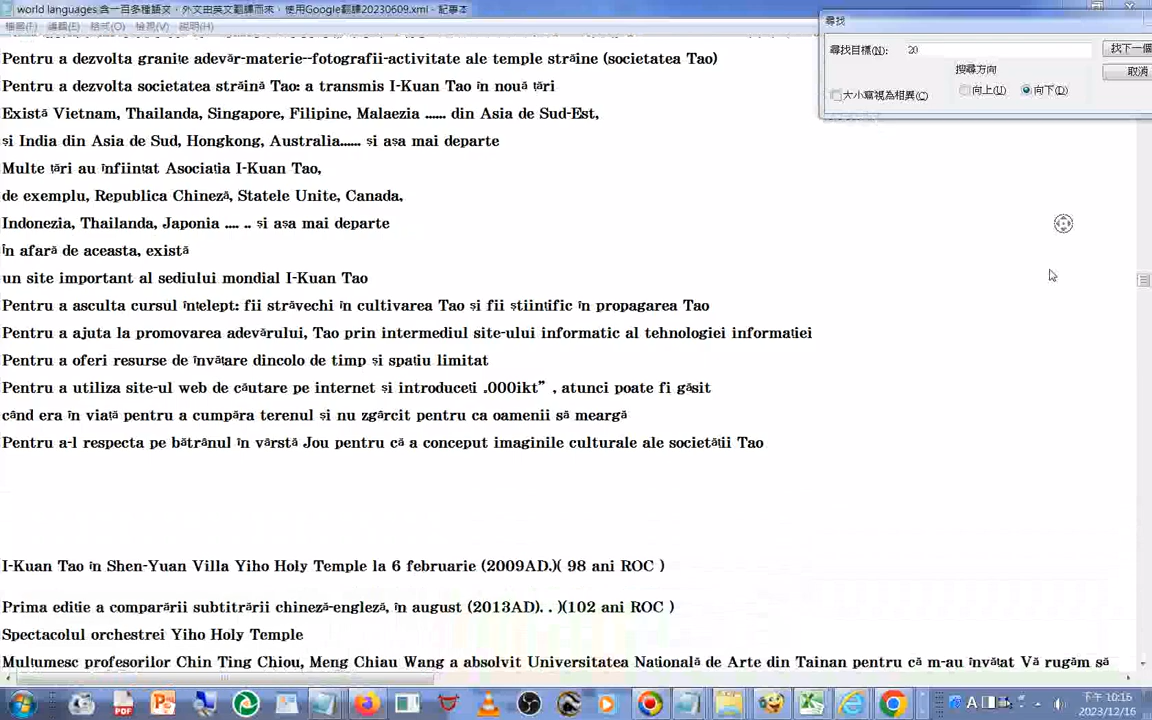 world languages 含一百多種語文，外文由英文翻譯而來，使用Google翻譯20230609.xml - 記事本
檔案(F) 編輯(E) 格式(O) 檢視(V) 說明(H)
尋找
尋找目標(N): 20
找下一個
搜尋方向
取消
大小寫視為相異(C) 向上(U) 向下(D)
Pentru a dezvolta granițe adevăr-materie--fotografii-activitate ale temple străine (societatea Tao)
Pentru a dezvolta societatea străină Tao: a transmis I-Kuan Tao în nouă țări
Există Vietnam, Thailanda, Singapore, Filipine, Malaezia ...... din Asia de Sud-Est,
și India din Asia de Sud, Hongkong, Australia...... și așa mai departe
Multe țări au înființat Asociația I-Kuan Tao,
de exemplu, Republica Chineză, Statele Unite, Canada,
Indonezia, Thailanda, Japonia .... .. și așa mai departe
În afară de aceasta, există
un site important al sediului mondial I-Kuan Tao
Pentru a asculta cursul înțelept: fii străvechi în cultivarea Tao și fii științific în propagarea Tao
Pentru a ajuta la promovarea adevărului, Tao prin intermediul site-ului informatic al tehnologiei informației
Pentru a oferi resurse de învățare dincolo de timp și spațiu limitat
Pentru a utiliza site-ul web de căutare pe internet și introduceți „000ikt” , atunci poate fi găsit
când era în viață pentru a cumpăra terenul și nu zgârcit pentru ca oamenii să meargă
Pentru a-l respecta pe bătrânul în vârstă Jou pentru că a conceput imaginile culturale ale societății Tao
I-Kuan Tao în Shen-Yuan Villa Yiho Holy Temple la 6 februarie (2009AD.)( 98 ani ROC )
Prima ediție a comparării subtitrării chineză-engleză, în august (2013AD). . )(102 ani ROC )
Spectacolul orchestrei Yiho Holy Temple
Mulțumesc profesorilor Chin Ting Chiou, Meng Chiau Wang a absolvit Universitatea Națională de Arte din Tainan pentru că m-au învățat Vă rugăm să
下午 10:16
2023/12/16